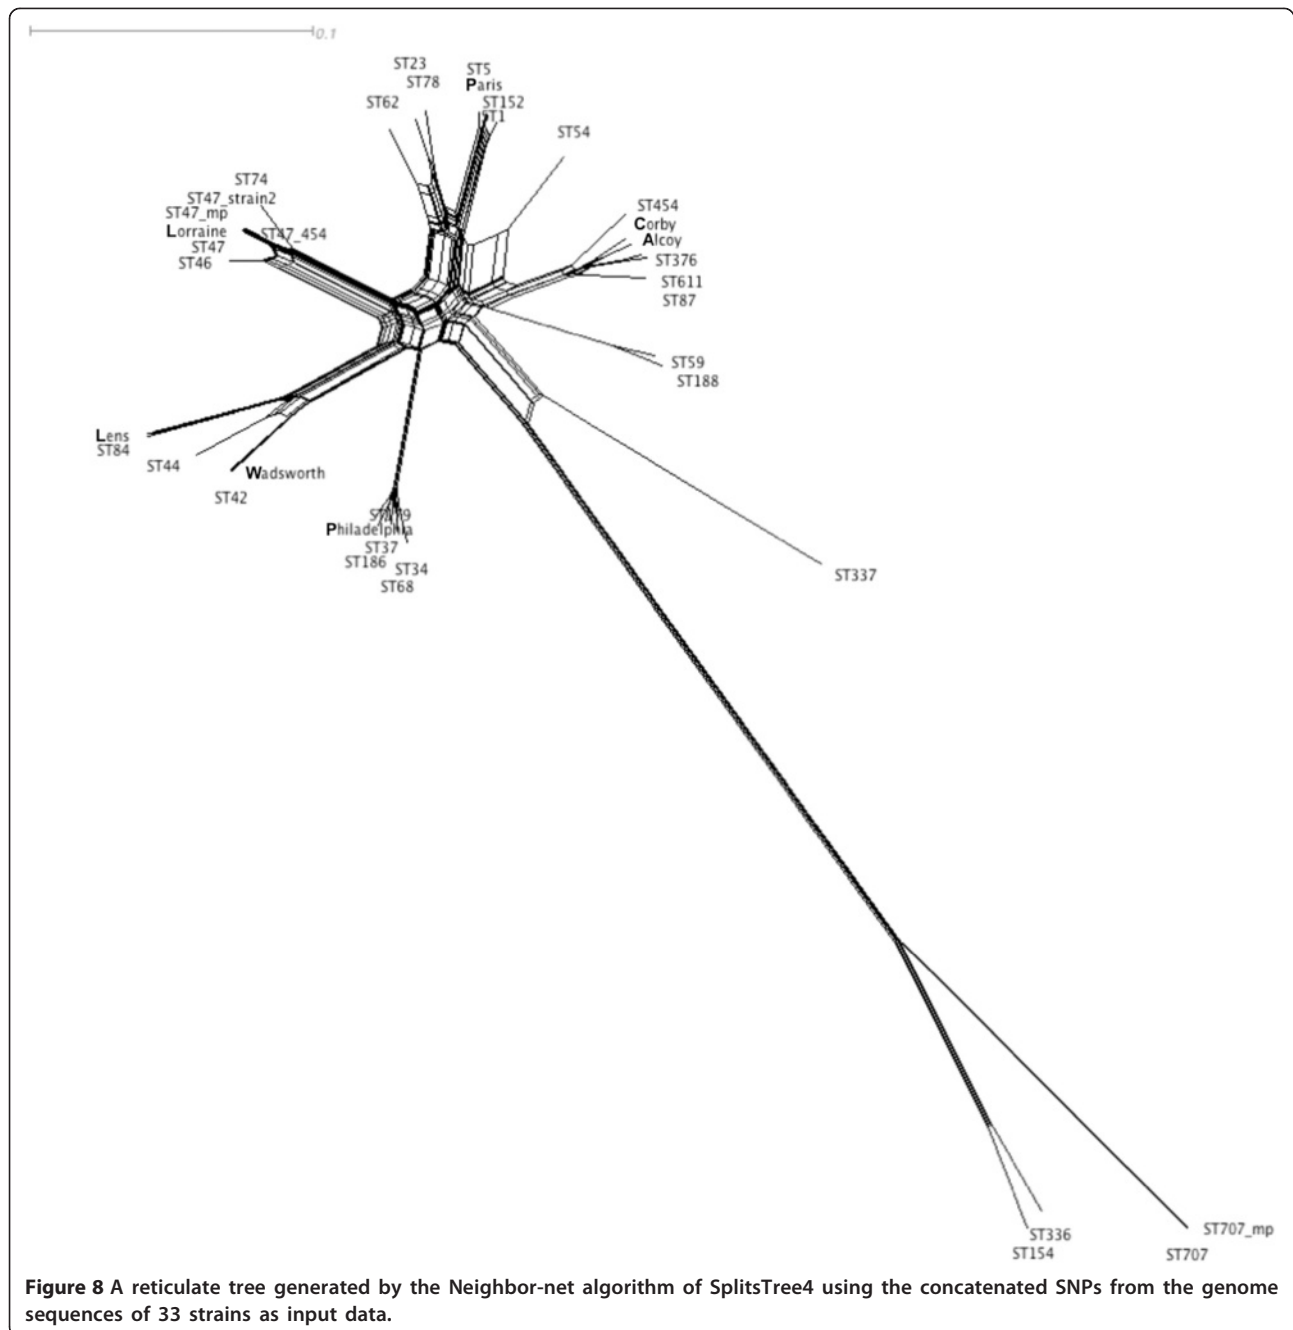 0.1
ST23
ST5
ST78
Paris
ST62
ST152
ST1
ST54
ST74
ST47_strain2
ST454
ST47_mp
Corby
Lorraine
ST47_454
Alcoy
ST47
ST376
ST46
ST611
ST87
ST59
ST188
Lens
ST84
ST44
Wadsworth
ST42
Philadelphia
ST37
ST186
ST34
ST68
ST337
ST707_mp
ST336
ST154
ST707
Figure 8 A reticulate tree generated by the Neighbor-net algorithm of SplitsTree4 using the concatenated SNPs from the genome
sequences of 33 strains as input data.